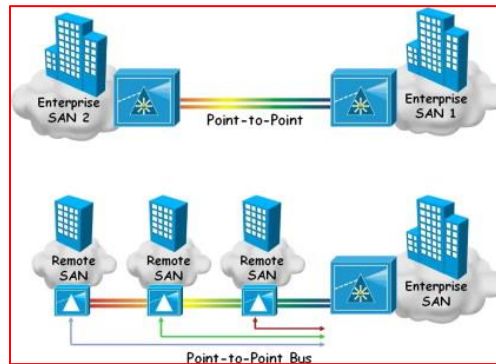 Enterprise
SAN 2
Point-to-Point
Enterprise
SAN 1
Remote
SAN
Remote
SAN
Remote
SAN
Enterprise
SAN
Point-to-Point Bus